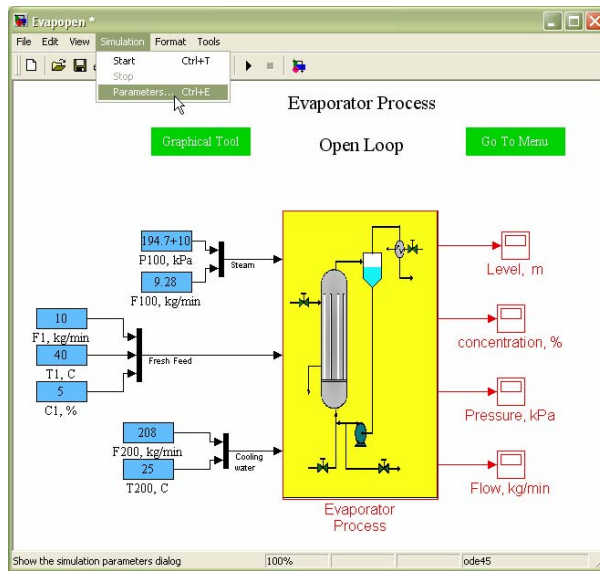 Evapopen *
File Edit View Simulation Format Tools
Start Ctrl+T
Stop
Parameters... Ctrl+E
Evaporator Process
Graphical Tool
Open Loop
Go To Menu
194.7+10
P100, kPa
Steam
9.28
F100, kg/min
Level, m
10
F1, kg/min
40
Fresh Feed
T1, C
5
C1, %
concentration, %
Pressure, kPa
208
F200, kg/min
Cooling
water
25
T200, C
Flow, kg/min
Evaporator
Process
Show the simulation parameters dialog 100% ode45